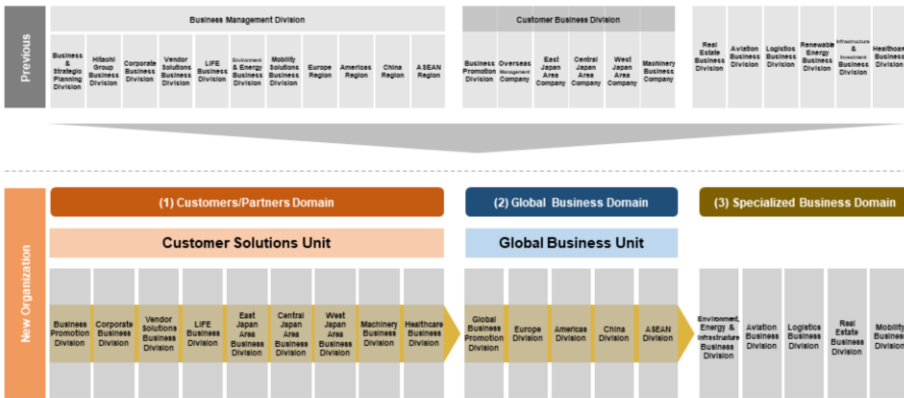 Previous
Business Management Division
Business
&
Strategic
Planning
Division
Hitachi
Group
Business
Division
Corporate
Business
Division
Vendor
Solutions
Business
Division
LIFE
Business
Division
Environment
& Energy
Business
Division
Mobility
Solutions
Business
Division
Europe
Region
Americas
Region
China
Region
ASEAN
Region
Customer Business Division
Business
Promotion
Division
Overseas
Management
Company
East
Japan
Area
Company
Central
Japan
Area
Company
West
Japan
Area
Company
Machinery
Business
Company
Real
Estate
Business
Division
Aviation
Business
Division
Logistics
Business
Division
Renewable
Energy
Business
Division
Infrastructure
&
Investment
Business
Division
Healthcare
Business
Division
New Organization
(1) Customers/Partners Domain
Customer Solutions Unit
Business
Promotion
Division
Corporate
Business
Division
Vendor
Solutions
Business
Division
LIFE
Business
Division
East
Japan
Area
Business
Division
Central
Japan
Area
Business
Division
West
Japan
Area
Business
Division
Machinery
Business
Division
Healthcare
Business
Division
(2) Global Business Domain
Global Business Unit
Global
Business
Promotion
Division
Europe
Division
Americas
Division
China
Division
ASEAN
Division
(3) Specialized Business Domain
Environment,
Energy &
Infrastructure
Business
Division
Aviation
Business
Division
Logistics
Business
Division
Real
Estate
Business
Division
Mobility
Business
Division